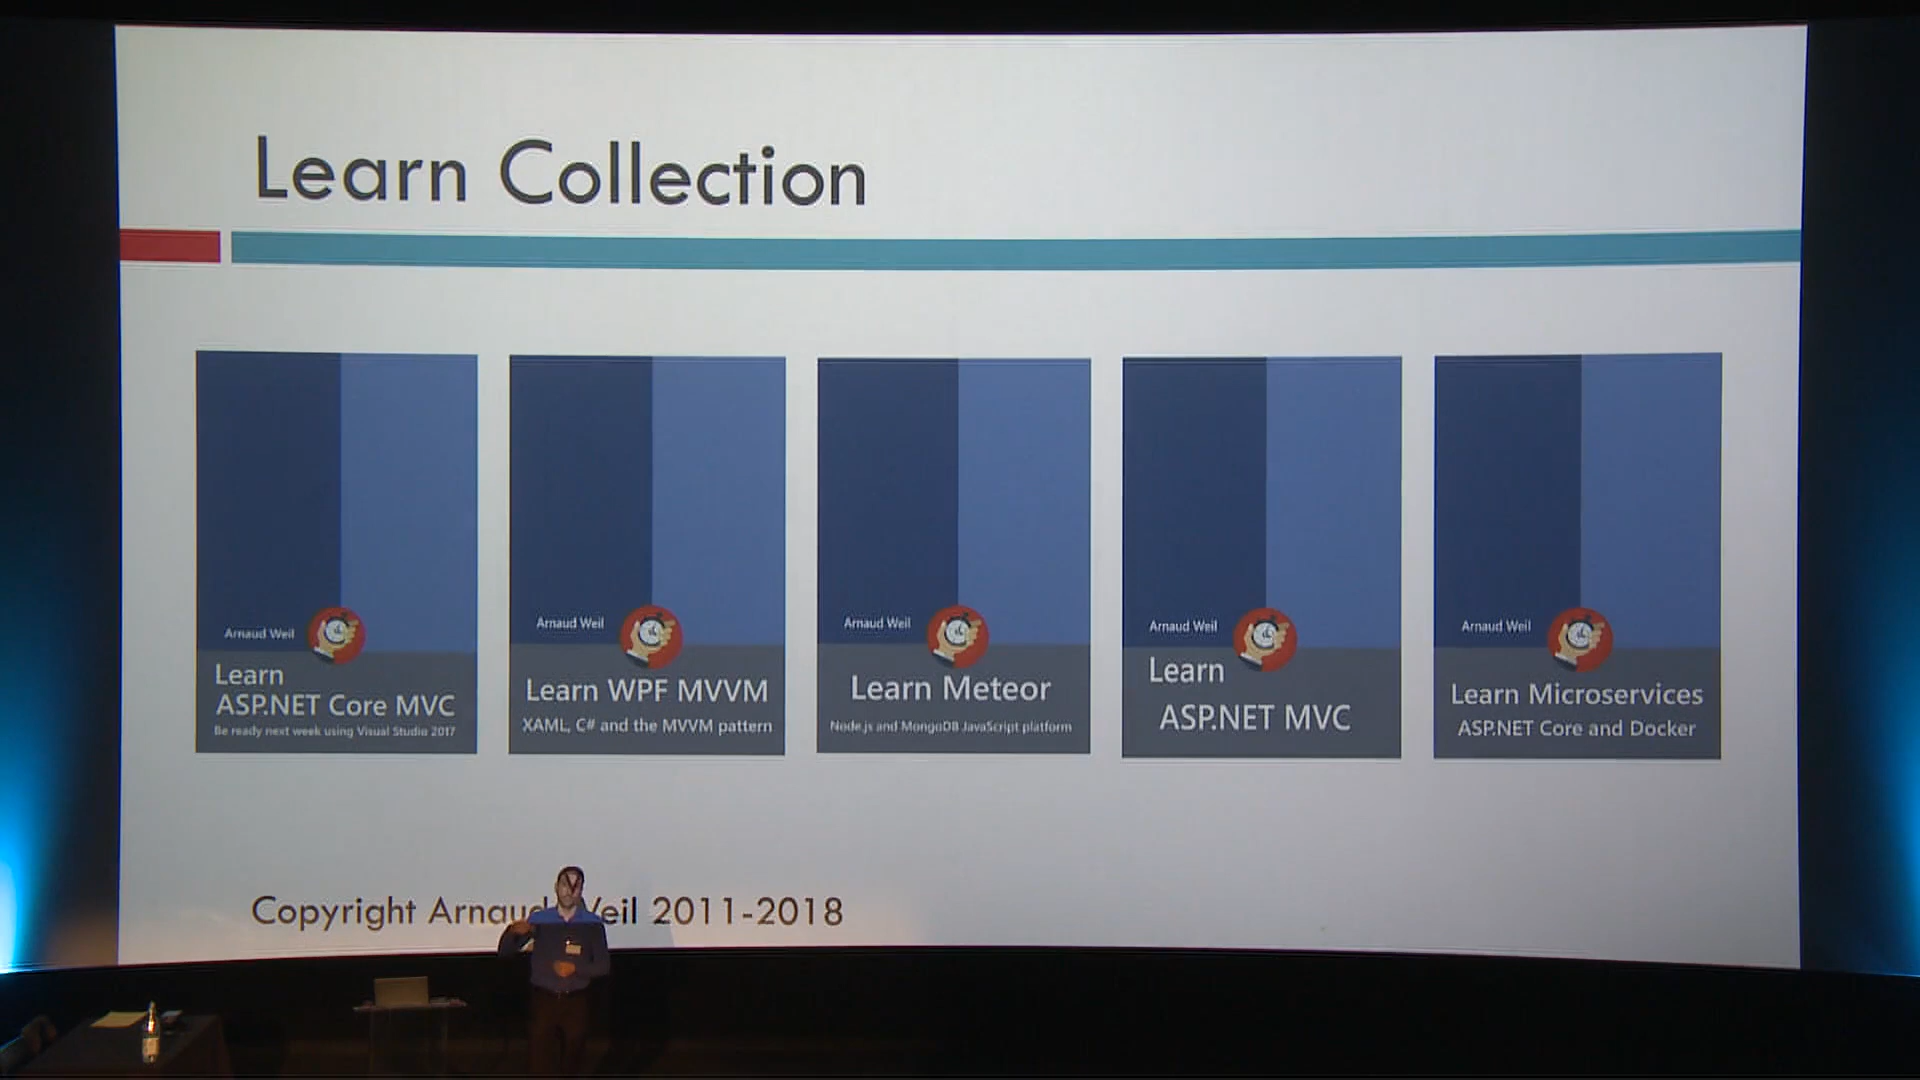 Learn Collection
Arnaud Weil
Learn
ASP.NET Core MVC
Be ready next week using Visual Studio 2017
Arnaud Weil
Learn WPF MVVM
XAML, C# and the MVVM pattern
Arnaud Weil
Learn Meteor
Node.js and MongoDB JavaScript platform
Arnaud Weil
Learn
ASP.NET MVC
Arnaud Weil
Learn Microservices
ASP.NET Core and Docker
Copyright Arnaud Weil 2011-2018